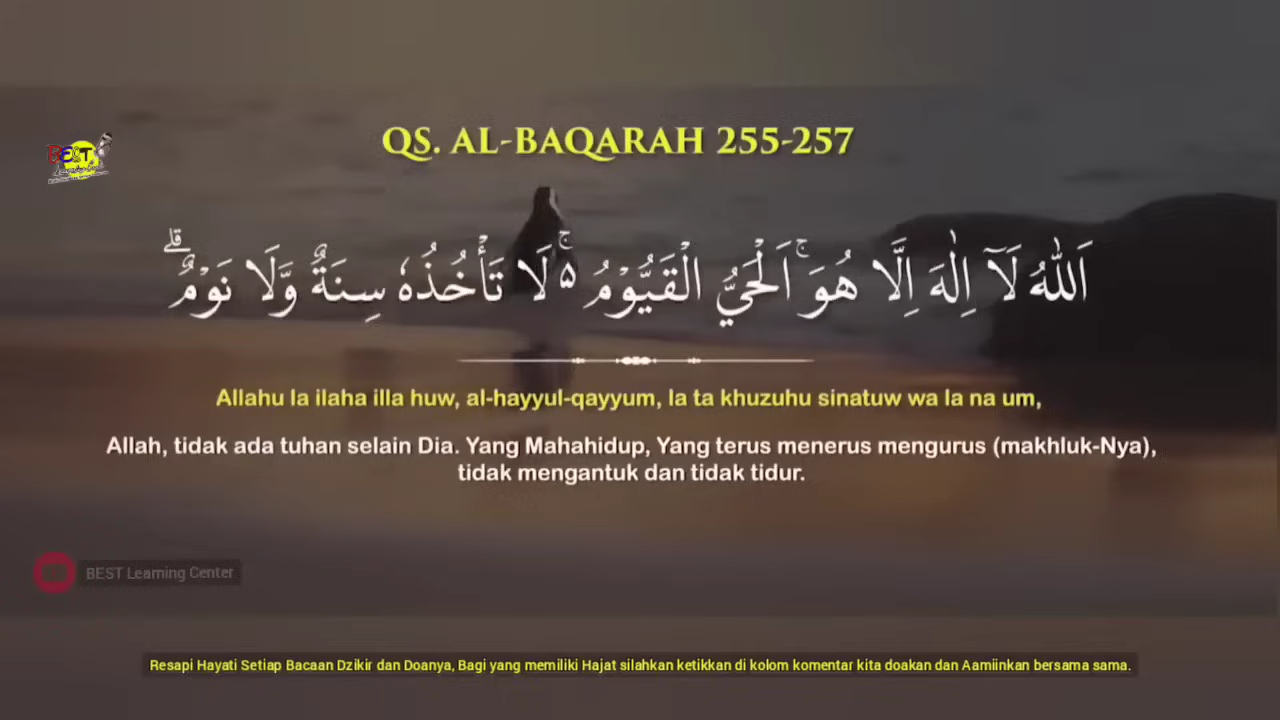 QS. AL-BAQARAH 255-257
BEST
اَللّٰهُ لَآ اِلٰهَ اِلَّا هُوَۚ اَلْحَيُّ الْقَيُّوْمُ ەۚ لَا تَأْخُذُهٗ سِنَةٌ وَّلَا نَوْمٌۗ
Allahu la ilaha illa huw, al-hayyul-qayyum, la ta khuzuhu sinatuw wa la na um,
Allah, tidak ada tuhan selain Dia. Yang Mahahidup, Yang terus menerus mengurus (makhluk-Nya),
tidak mengantuk dan tidak tidur.
BEST Learning Center
Resapi Hayati Setiap Bacaan Dzikir dan Doanya, Bagi yang memiliki Hajat silahkan ketikkan di kolom komentar kita doakan dan Aamiinkan bersama sama.